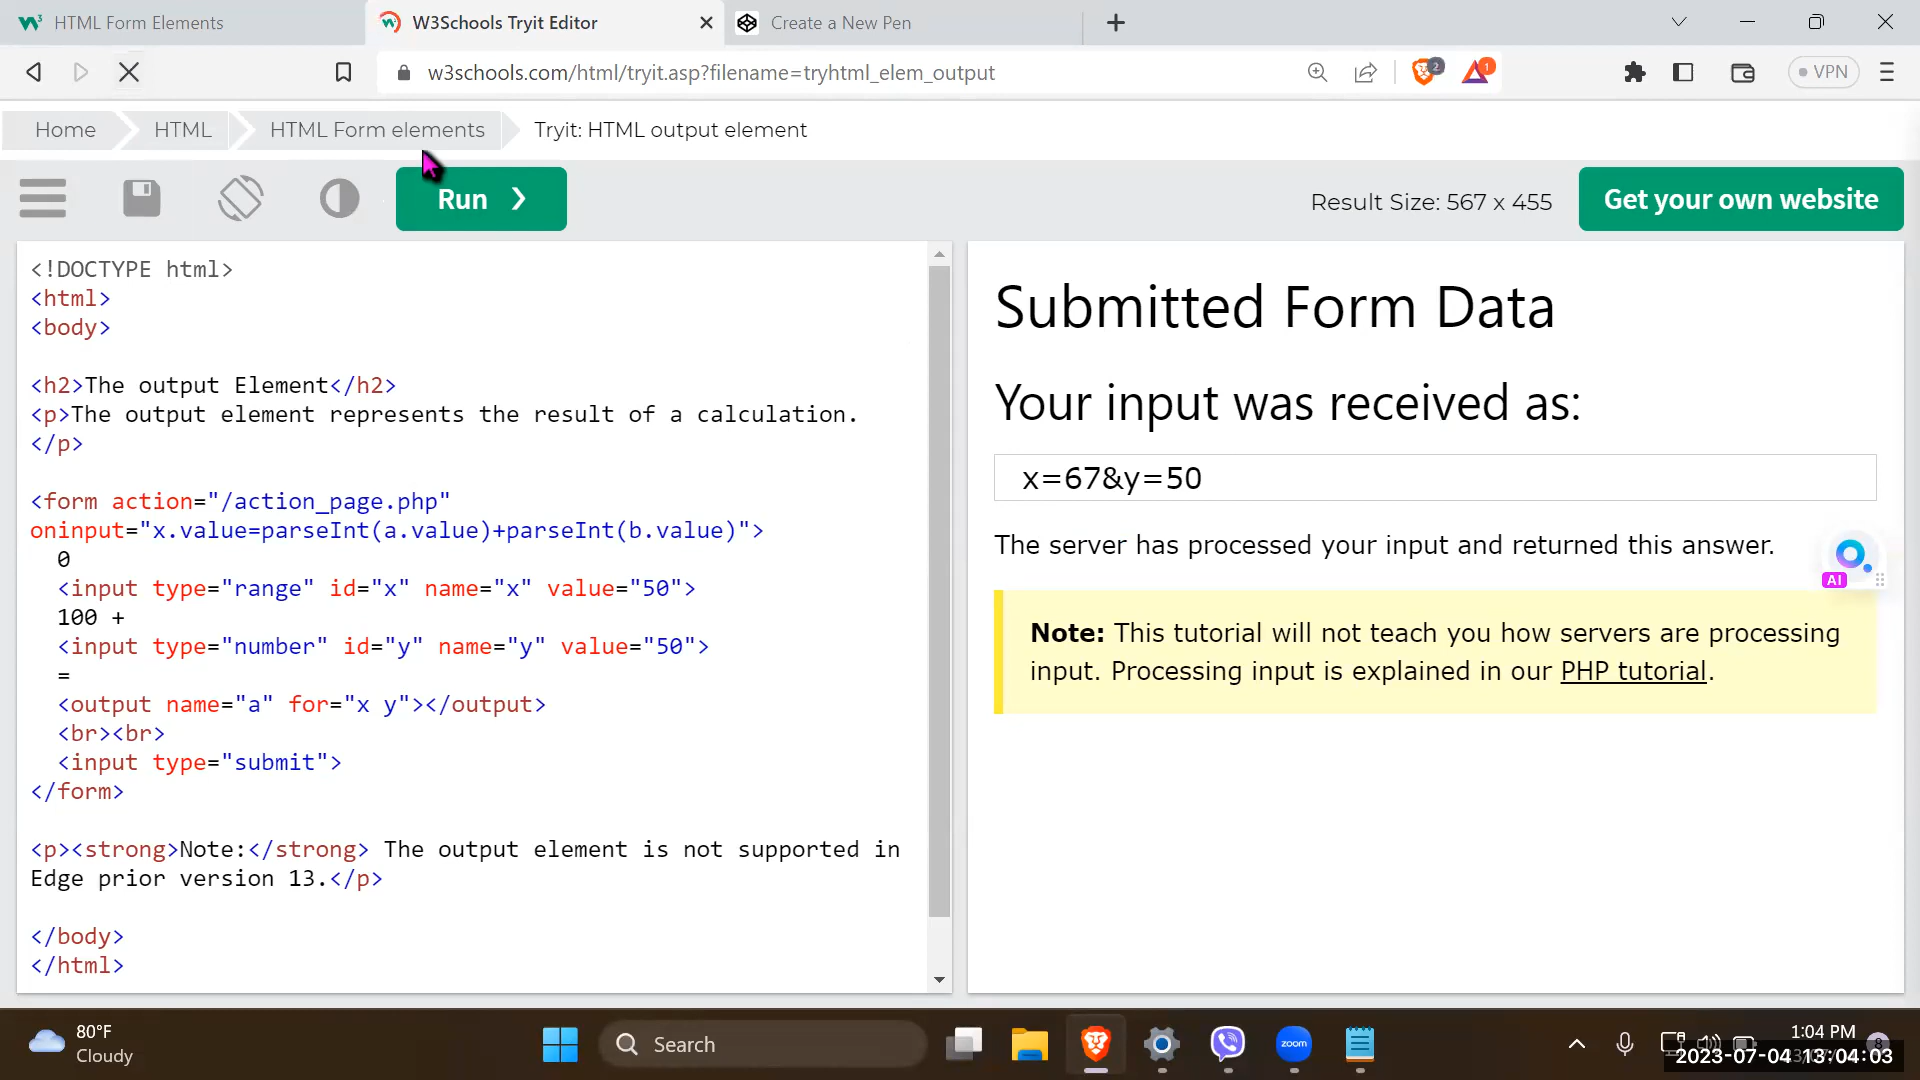 HTML Form Elements
W3Schools Tryit Editor
Create a New Pen
w3schools.com/html/tryit.asp?filename=tryhtml_elem_output
2
1
VPN
Home
HTML
HTML Form elements
Tryit: HTML output element
Run ❯
Result Size: 567 x 455
Get your own website
<!DOCTYPE html>
<html>
<body>
<h2>The output Element</h2>
<p>The output element represents the result of a calculation.
</p>
<form action="/action_page.php"
oninput="x.value=parseInt(a.value)+parseInt(b.value)">
0
<input type="range" id="x" name="x" value="50">
100 +
<input type="number" id="y" name="y" value="50">
=
<output name="a" for="x y"></output>
<br><br>
<input type="submit">
</form>
<p><strong>Note:</strong> The output element is not supported in
Edge prior version 13.</p>
</body>
</html>
Submitted Form Data
Your input was received as:
x=67&y=50
The server has processed your input and returned this answer.
AI
Note: This tutorial will not teach you how servers are processing
input. Processing input is explained in our PHP tutorial.
80°F
Cloudy
Search
zoom
1:04 PM
8
2023-07-04 13:04:03